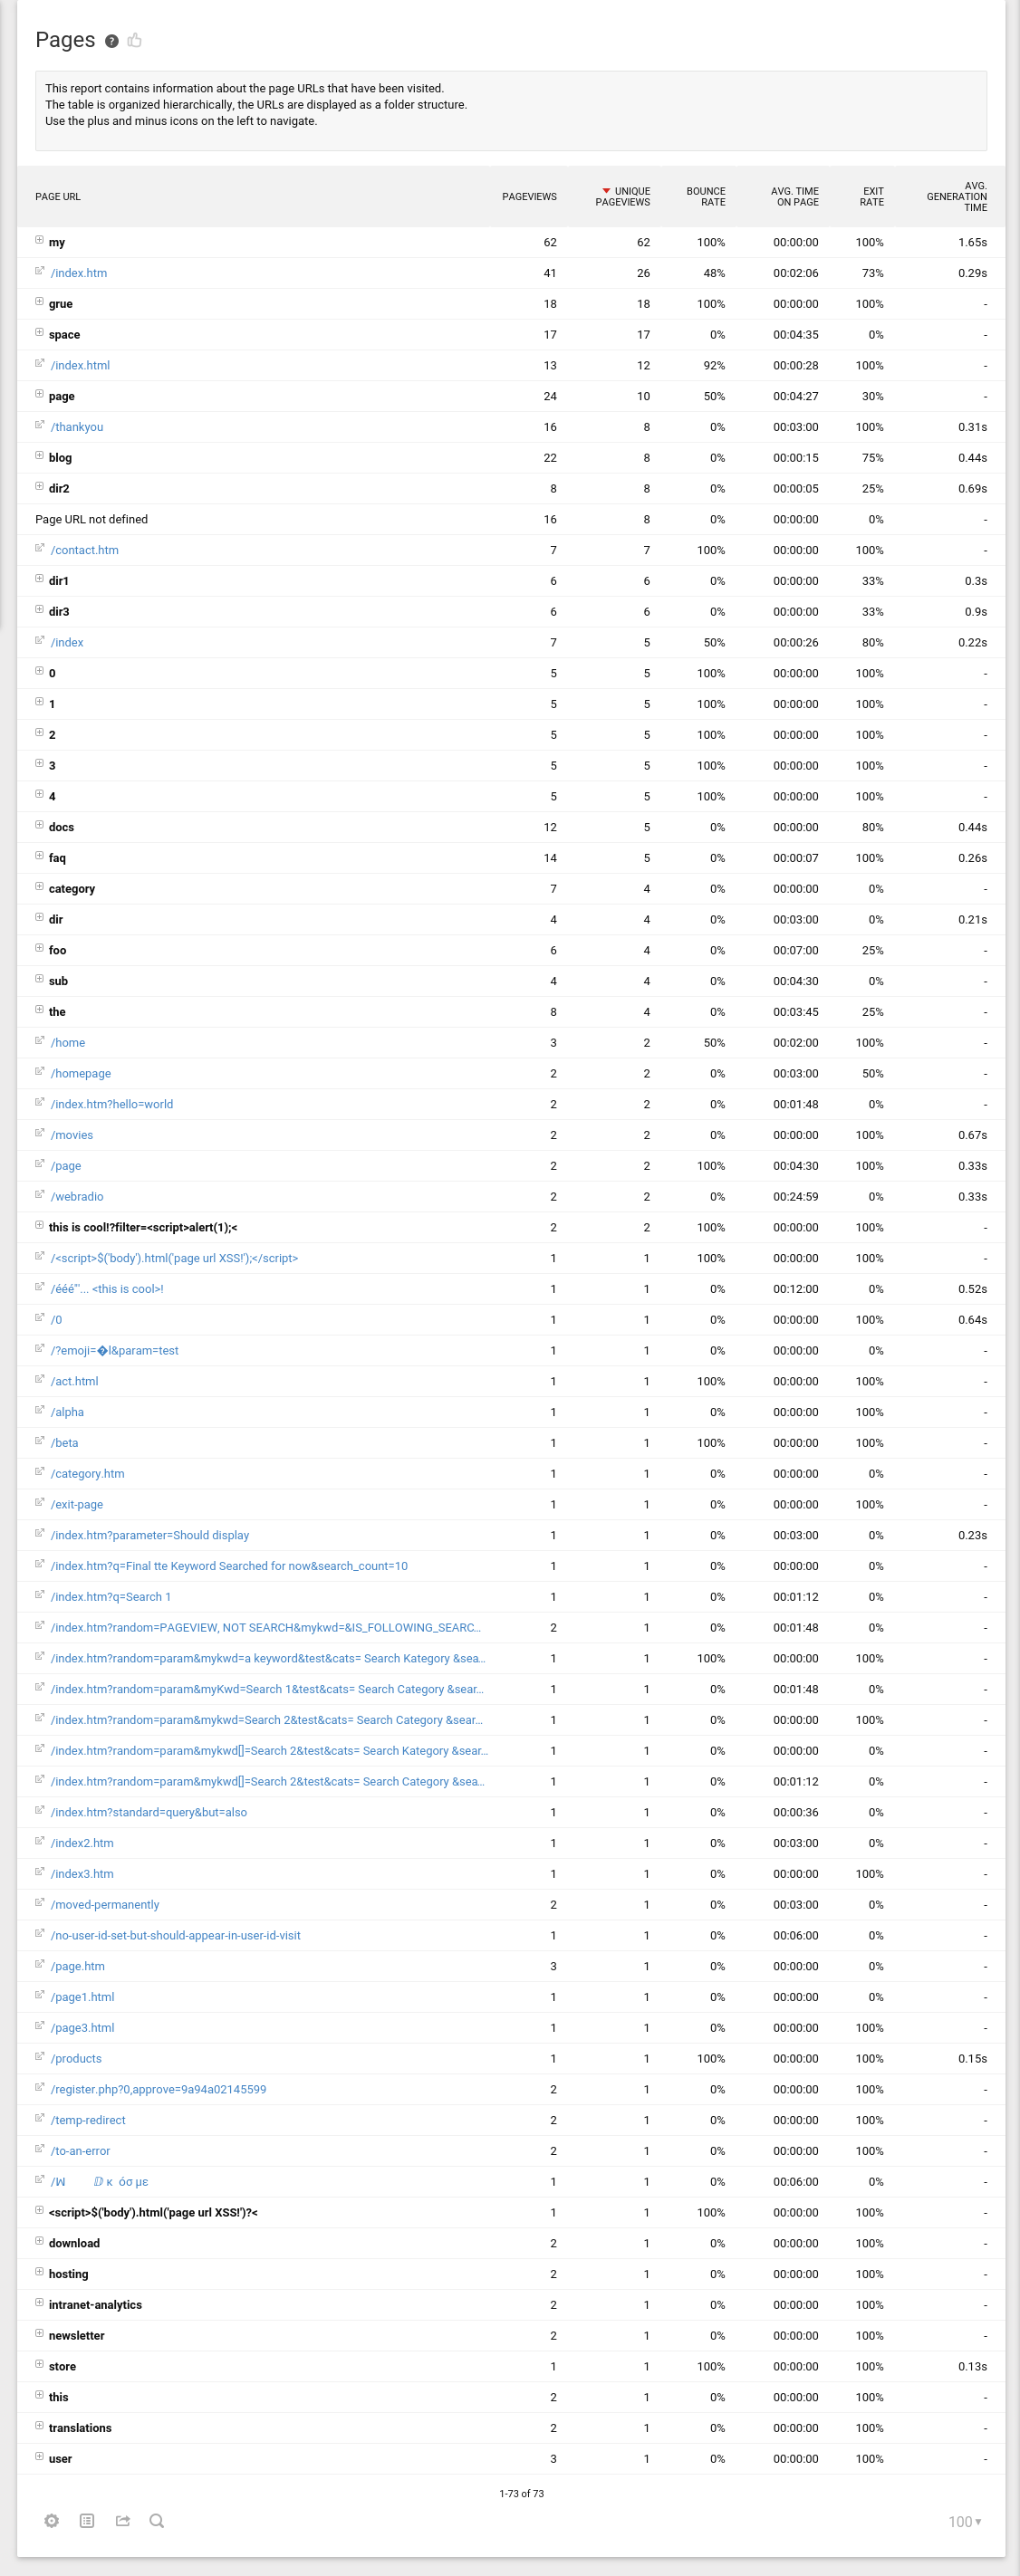 Pages ?
This report contains information about the page URLs that have been visited.
The table is organized hierarchically, the URLs are displayed as a folder structure.
Use the plus and minus icons on the left to navigate.
PAGE URL PAGEVIEWS UNIQUE PAGEVIEWS BOUNCE RATE AVG. TIME ON PAGE EXIT RATE AVG. GENERATION TIME
my 62 62 100% 00:00:00 100% 1.65s
/index.htm 41 26 48% 00:02:06 73% 0.29s
grue 18 18 100% 00:00:00 100% -
space 17 17 0% 00:04:35 0% -
/index.html 13 12 92% 00:00:28 100% -
page 24 10 50% 00:04:27 30% -
/thankyou 16 8 0% 00:03:00 100% 0.31s
blog 22 8 0% 00:00:15 75% 0.44s
dir2 8 8 0% 00:00:05 25% 0.69s
Page URL not defined 16 8 0% 00:00:00 0% -
/contact.htm 7 7 100% 00:00:00 100% -
dir1 6 6 0% 00:00:00 33% 0.3s
dir3 6 6 0% 00:00:00 33% 0.9s
/index 7 5 50% 00:00:26 80% 0.22s
0 5 5 100% 00:00:00 100% -
1 5 5 100% 00:00:00 100% -
2 5 5 100% 00:00:00 100% -
3 5 5 100% 00:00:00 100% -
4 5 5 100% 00:00:00 100% -
docs 12 5 0% 00:00:00 80% 0.44s
faq 14 5 0% 00:00:07 100% 0.26s
category 7 4 0% 00:00:00 0% -
dir 4 4 0% 00:03:00 0% 0.21s
foo 6 4 0% 00:07:00 25% -
sub 4 4 0% 00:04:30 0% -
the 8 4 0% 00:03:45 25% -
/home 3 2 50% 00:02:00 100% -
/homepage 2 2 0% 00:03:00 50% -
/index.htm?hello=world 2 2 0% 00:01:48 0% -
/movies 2 2 0% 00:00:00 100% 0.67s
/page 2 2 100% 00:04:30 100% 0.33s
/webradio 2 2 0% 00:24:59 0% 0.33s
this is cool!?filter=<script>alert(1);< 2 2 100% 00:00:00 100% -
/<script>$('body').html('page url XSS!');</script> 1 1 100% 00:00:00 100% -
/ééé"'... <this is cool>! 1 1 0% 00:12:00 0% 0.52s
/0 1 1 0% 00:00:00 100% 0.64s
/?emoji=�l&param=test 1 1 0% 00:00:00 0% -
/act.html 1 1 100% 00:00:00 100% -
/alpha 1 1 0% 00:00:00 100% -
/beta 1 1 100% 00:00:00 100% -
/category.htm 1 1 0% 00:00:00 0% -
/exit-page 1 1 0% 00:00:00 100% -
/index.htm?parameter=Should display 1 1 0% 00:03:00 0% 0.23s
/index.htm?q=Final tte Keyword Searched for now&search_count=10 1 1 0% 00:00:00 0% -
/index.htm?q=Search 1 1 1 0% 00:01:12 0% -
/index.htm?random=PAGEVIEW, NOT SEARCH&mykwd=&IS_FOLLOWING_SEARC… 2 1 0% 00:01:48 0% -
/index.htm?random=param&mykwd=a keyword&test&cats= Search Kategory &sea… 1 1 100% 00:00:00 100% -
/index.htm?random=param&myKwd=Search 1&test&cats= Search Category &sear… 1 1 0% 00:01:48 0% -
/index.htm?random=param&mykwd=Search 2&test&cats= Search Category &sear… 1 1 0% 00:00:00 100% -
/index.htm?random=param&mykwd[]=Search 2&test&cats= Search Kategory &sear… 1 1 0% 00:00:00 0% -
/index.htm?random=param&mykwd[]=Search 2&test&cats= Search Category &sea… 1 1 0% 00:01:12 0% -
/index.htm?standard=query&but=also 1 1 0% 00:00:36 0% -
/index2.htm 1 1 0% 00:03:00 0% -
/index3.htm 1 1 0% 00:00:00 100% -
/moved-permanently 2 1 0% 00:03:00 0% -
/no-user-id-set-but-should-appear-in-user-id-visit 1 1 0% 00:06:00 0% -
/page.htm 3 1 0% 00:00:00 0% -
/page1.html 1 1 0% 00:00:00 0% -
/page3.html 1 1 0% 00:00:00 100% -
/products 1 1 100% 00:00:00 100% 0.15s
/register.php?0,approve=9a94a02145599 2 1 0% 00:00:00 100% -
/temp-redirect 2 1 0% 00:00:00 100% -
/to-an-error 2 1 0% 00:00:00 100% -
κ όσ με 1 1 0% 00:06:00 0% -
<script>$('body').html('page url XSS!')?< 1 1 100% 00:00:00 100% -
download 2 1 0% 00:00:00 100% -
hosting 2 1 0% 00:00:00 100% -
intranet-analytics 2 1 0% 00:00:00 100% -
newsletter 2 1 0% 00:00:00 100% -
store 1 1 100% 00:00:00 100% 0.13s
this 2 1 0% 00:00:00 100% -
translations 2 1 0% 00:00:00 100% -
user 3 1 0% 00:00:00 100% -
1-73 of 73
100